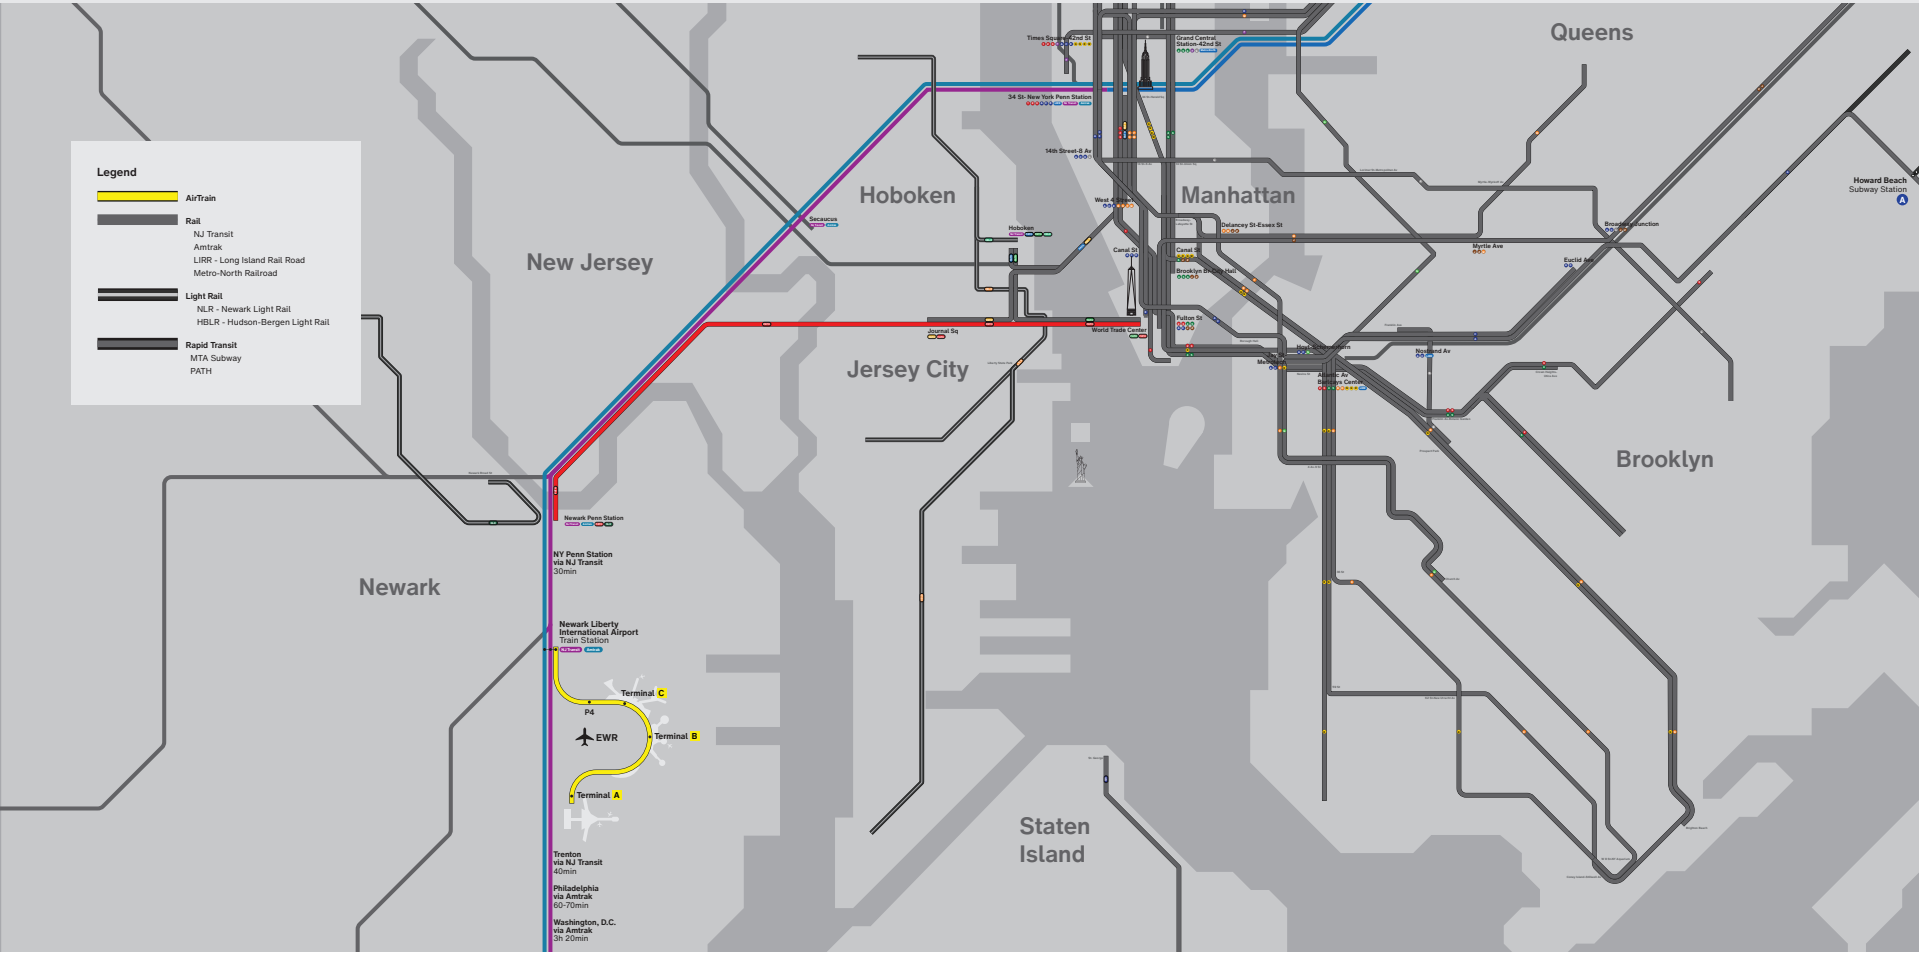 Queens
Times Square-42nd St
Grand Central
Station-42nd St
34 St- New York Penn Station
14th Street-8 Av
Legend
AirTrain
Rail
NJ Transit
Amtrak
LIRR - Long Island Rail Road
Metro-North Railroad
Light Rail
NLR - Newark Light Rail
HBLR - Hudson-Bergen Light Rail
Rapid Transit
MTA Subway
PATH
Hoboken
Manhattan
Howard Beach
Subway Station
A
West 4 Street
Secaucus
Hoboken
Delancey St-Essex St
Broadway Junction
Myrtle Ave
Canal St
Canal St
Euclid Ave
New Jersey
Brooklyn Br-City Hall
Fulton St
Journal Sq
World Trade Center
Jersey City
Nostrand Av
Atlantic Av
Barclays Center
Brooklyn
Newark Penn Station
NY Penn Station
via NJ Transit
30min
Newark
Newark Liberty
International Airport
Train Station
NJ Transit
Amtrak
Terminal C
P4
EWR
Terminal B
Terminal A
Staten
Island
Trenton
via NJ Transit
40min
Philadelphia
via Amtrak
60-70min
Washington, D.C.
via Amtrak
3h 20min